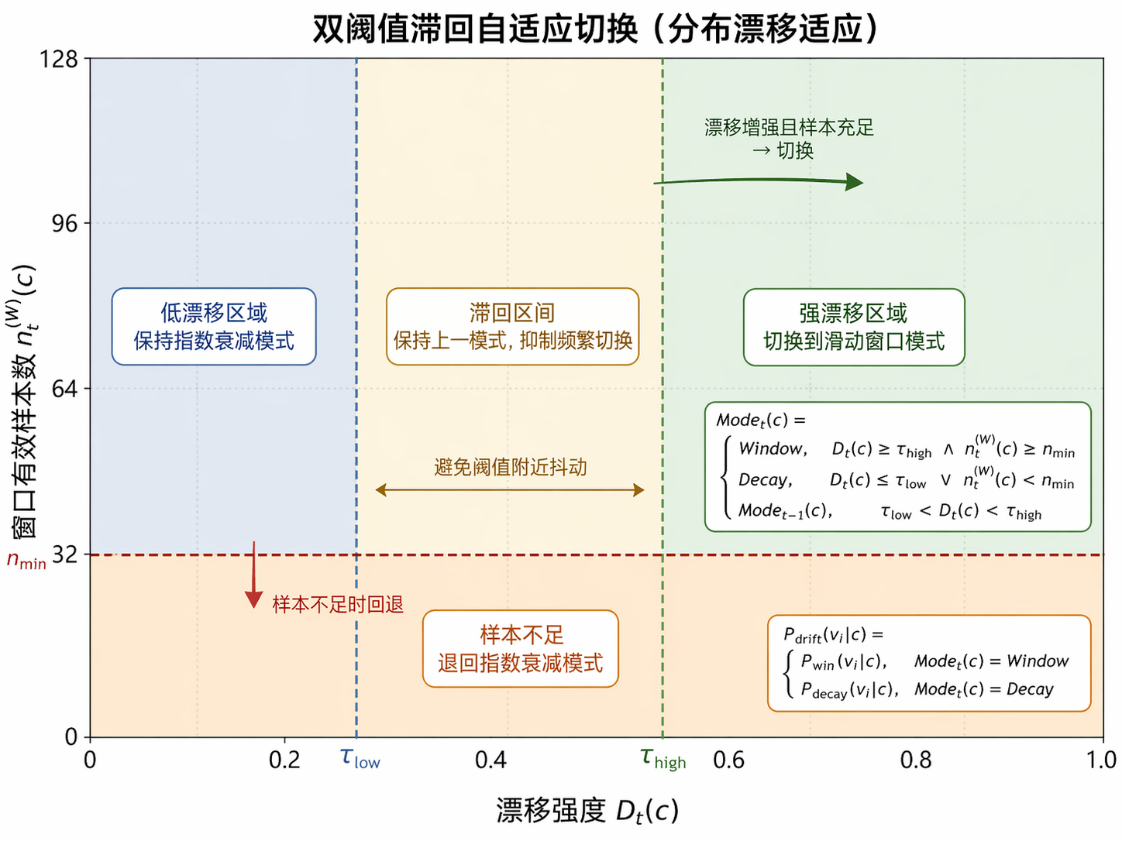 双阀值滞回自适应切换（分布漂移适应）
128
96
64
32
0
n_min
窗口有效样本数 n_t^(W)(c)
漂移增强且样本充足
→ 切换
低漂移区域
保持指数衰减模式
滞回区间
保持上一模式, 抑制频繁切换
强漂移区域
切换到滑动窗口模式
避免阀值附近抖动
Mode_t(c) =
{ Window, D_t(c) ≥ τ_high ∧ n_t^(W)(c) ≥ n_min
Decay, D_t(c) ≤ τ_low ∨ n_t^(W)(c) < n_min
Mode_t−1(c), τ_low < D_t(c) < τ_high
样本不足时回退
样本不足
退回指数衰减模式
P_drift(v_i|c) =
{ P_win(v_i|c), Mode_t(c) = Window
P_decay(v_i|c), Mode_t(c) = Decay
0 0.2 τ_low 0.4 τ_high 0.6 0.8 1.0
漂移强度 D_t(c)